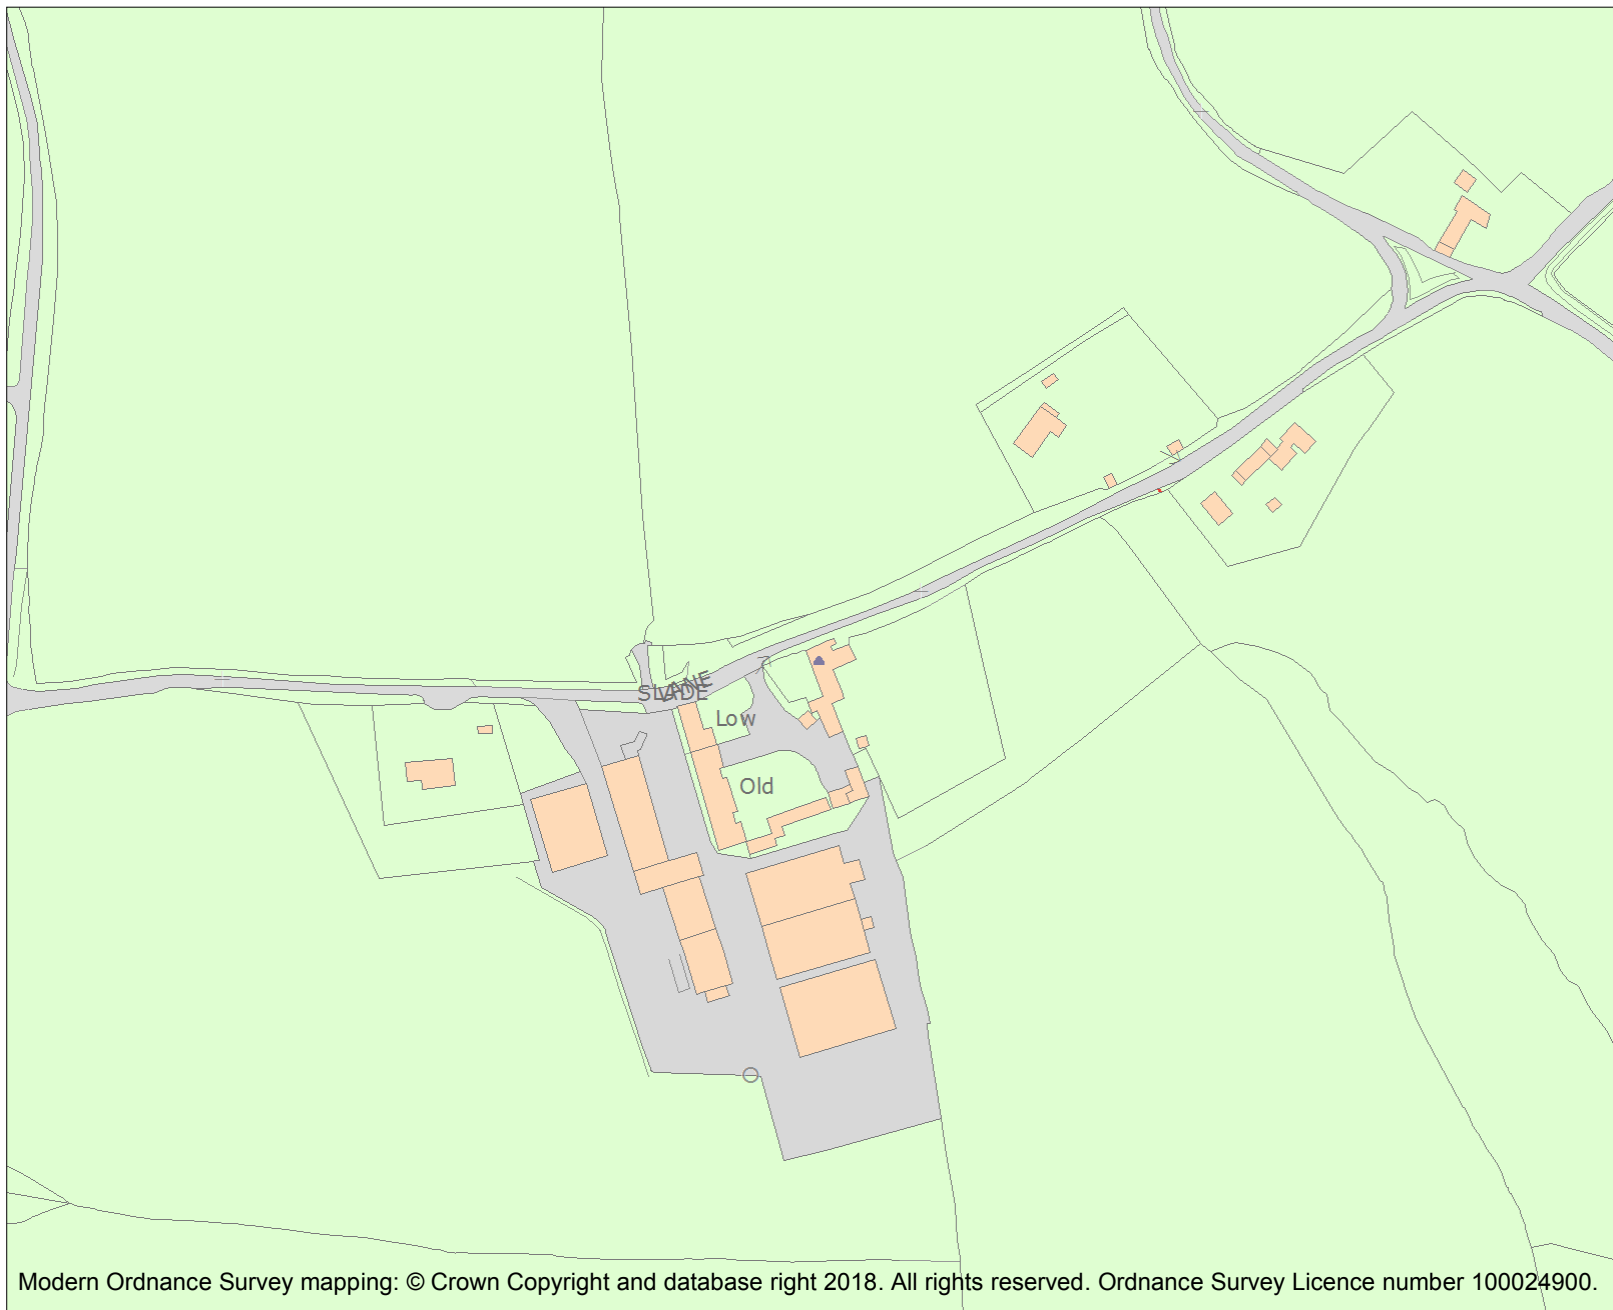 SLADE LANE
Low
Old
Modern Ordnance Survey mapping: © Crown Copyright and database right 2018. All rights reserved. Ordnance Survey Licence number 100024900.